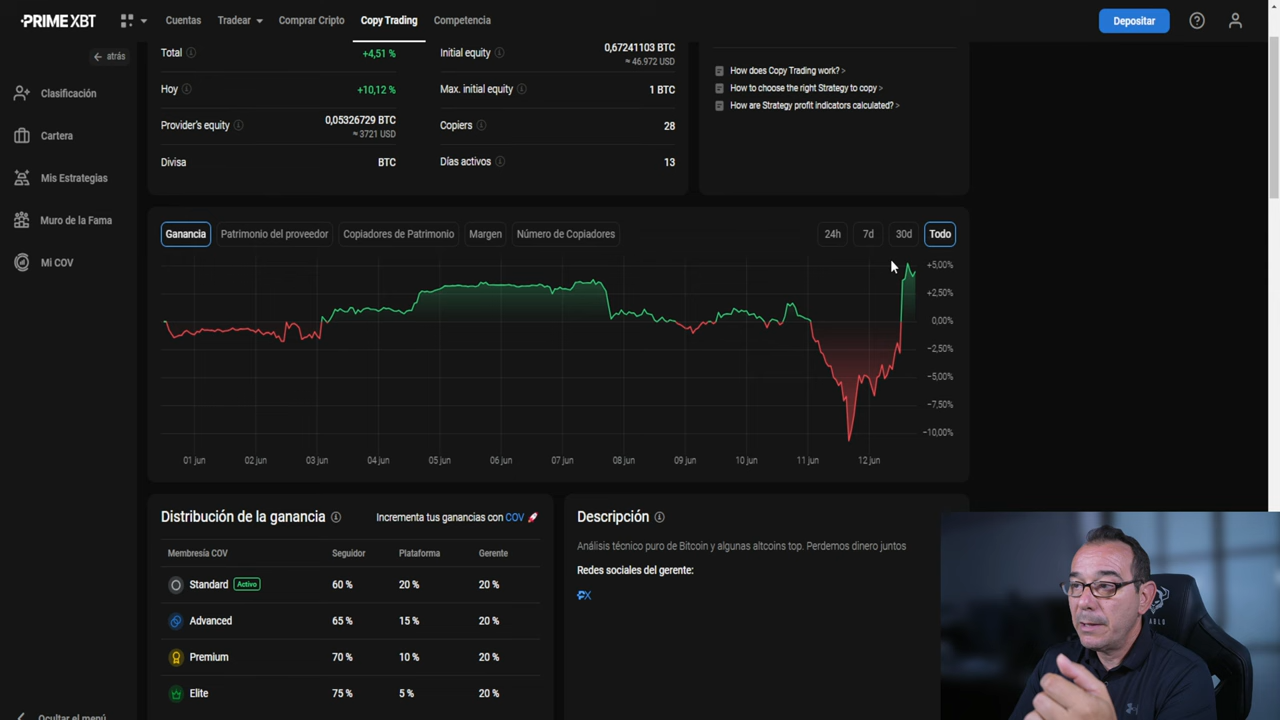 PRIME XBT
Cuentas
Tradear
Comprar Cripto
Copy Trading
Competencia
Depositar
atrás
Clasificación
Cartera
Mis Estrategias
Muro de la Fama
Mi COV
Ocultar el menú
Total
+4,51 %
Hoy
+10,12 %
Provider's equity
0,05326729 BTC
≈ 3721 USD
Divisa
BTC
Initial equity
0,67241103 BTC
≈ 46.972 USD
Max. initial equity
1 BTC
Copiers
28
Días activos
13
How does Copy Trading work? >
How to choose the right Strategy to copy >
How are Strategy profit indicators calculated? >
Ganancia
Patrimonio del proveedor
Copiadores de Patrimonio
Margen
Número de Copiadores
24h
7d
30d
Todo
+5,00%
+2,50%
0,00%
−2,50%
−5,00%
−7,50%
−10,00%
01 jun
02 jun
03 jun
04 jun
05 jun
06 jun
07 jun
08 jun
09 jun
10 jun
11 jun
12 jun
Distribución de la ganancia
Incrementa tus ganancias con COV
Membresía COV
Seguidor
Plataforma
Gerente
Standard Activo
60 %
20 %
20 %
Advanced
65 %
15 %
20 %
Premium
70 %
10 %
20 %
Elite
75 %
5 %
20 %
Descripción
Análisis técnico puro de Bitcoin y algunas altcoins top. Perdemos dinero juntos
Redes sociales del gerente: